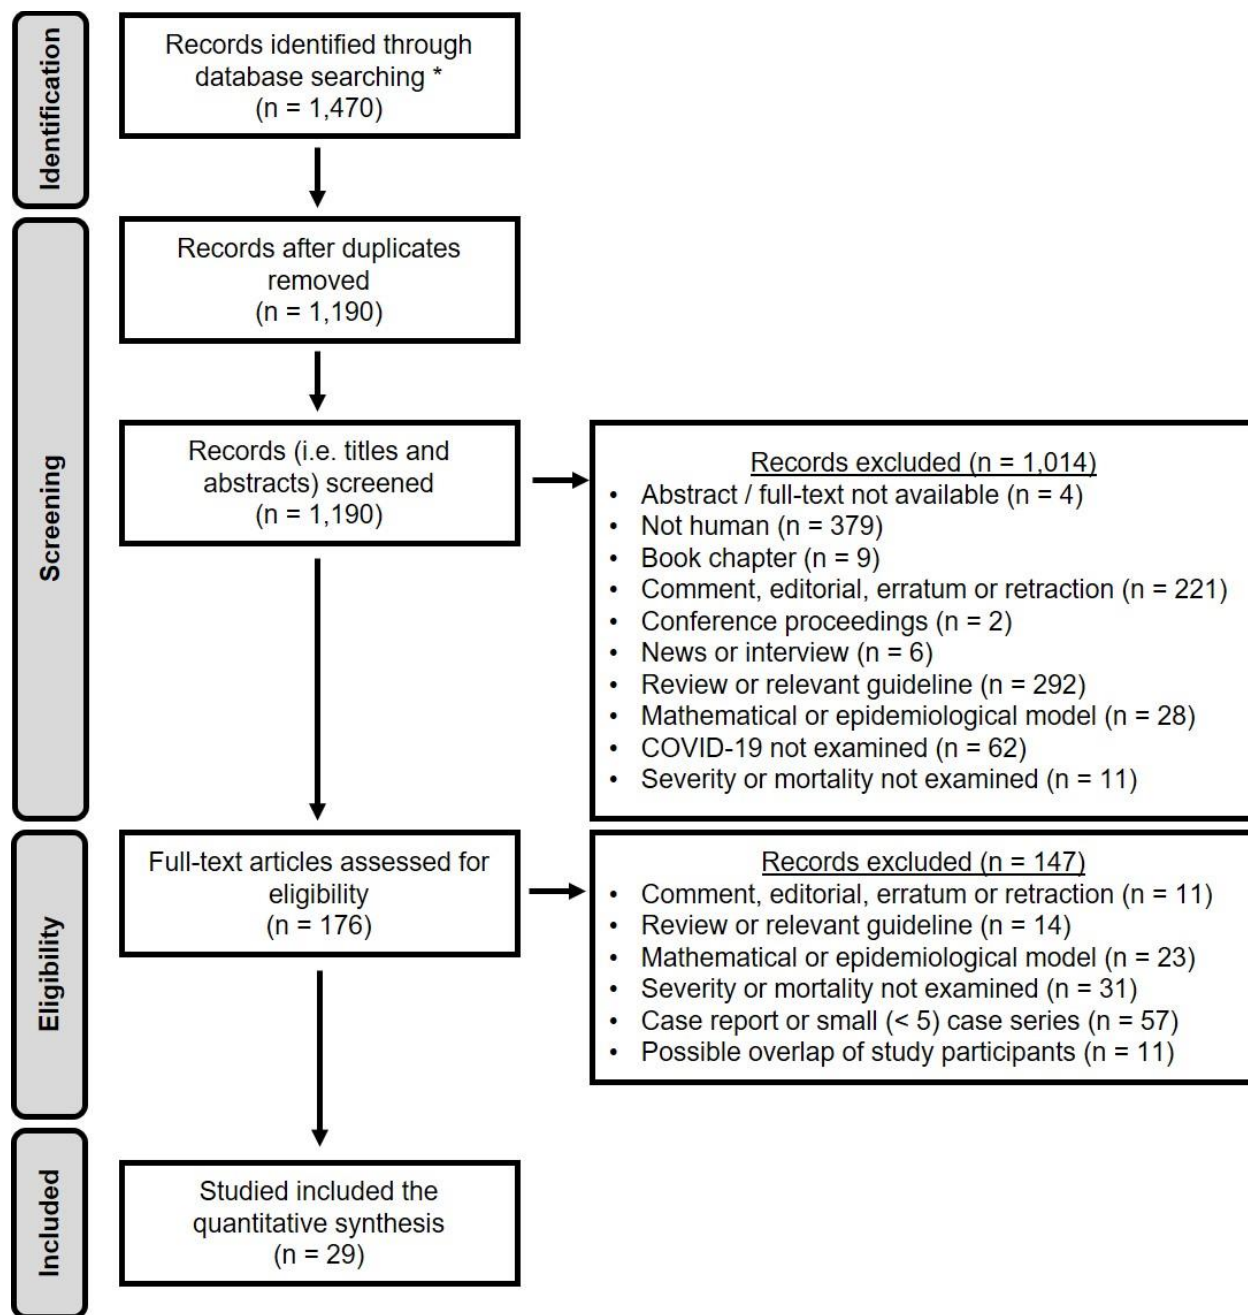 Identification
Records identified through
database searching *
(n = 1,470)
Screening
Records after duplicates
removed
(n = 1,190)
Records (i.e. titles and
abstracts) screened
(n = 1,190)
Records excluded (n = 1,014)
• Abstract / full-text not available (n = 4)
• Not human (n = 379)
• Book chapter (n = 9)
• Comment, editorial, erratum or retraction (n = 221)
• Conference proceedings (n = 2)
• News or interview (n = 6)
• Review or relevant guideline (n = 292)
• Mathematical or epidemiological model (n = 28)
• COVID-19 not examined (n = 62)
• Severity or mortality not examined (n = 11)
Eligibility
Full-text articles assessed for
eligibility
(n = 176)
Records excluded (n = 147)
• Comment, editorial, erratum or retraction (n = 11)
• Review or relevant guideline (n = 14)
• Mathematical or epidemiological model (n = 23)
• Severity or mortality not examined (n = 31)
• Case report or small (< 5) case series (n = 57)
• Possible overlap of study participants (n = 11)
Included
Studied included the
quantitative synthesis
(n = 29)